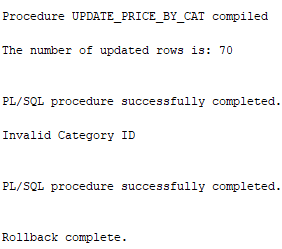 Procedure UPDATE_PRICE_BY_CAT compiled
The number of updated rows is: 70
PL/SQL procedure successfully completed.
Invalid Category ID
PL/SQL procedure successfully completed.
Rollback complete.